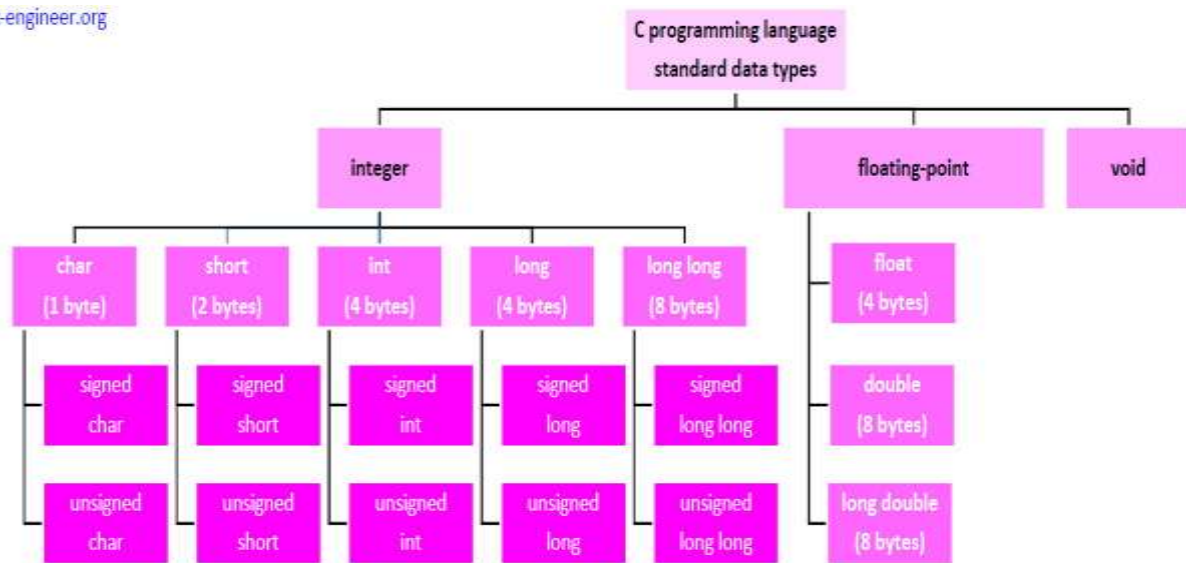 -engineer.org
C programming language
standard data types
integer
floating-point
void
char
(1 byte)
short
(2 bytes)
int
(4 bytes)
long
(4 bytes)
long long
(8 bytes)
float
(4 bytes)
signed
char
signed
short
signed
int
signed
long
signed
long long
double
(8 bytes)
unsigned
char
unsigned
short
unsigned
int
unsigned
long
unsigned
long long
long double
(8 bytes)